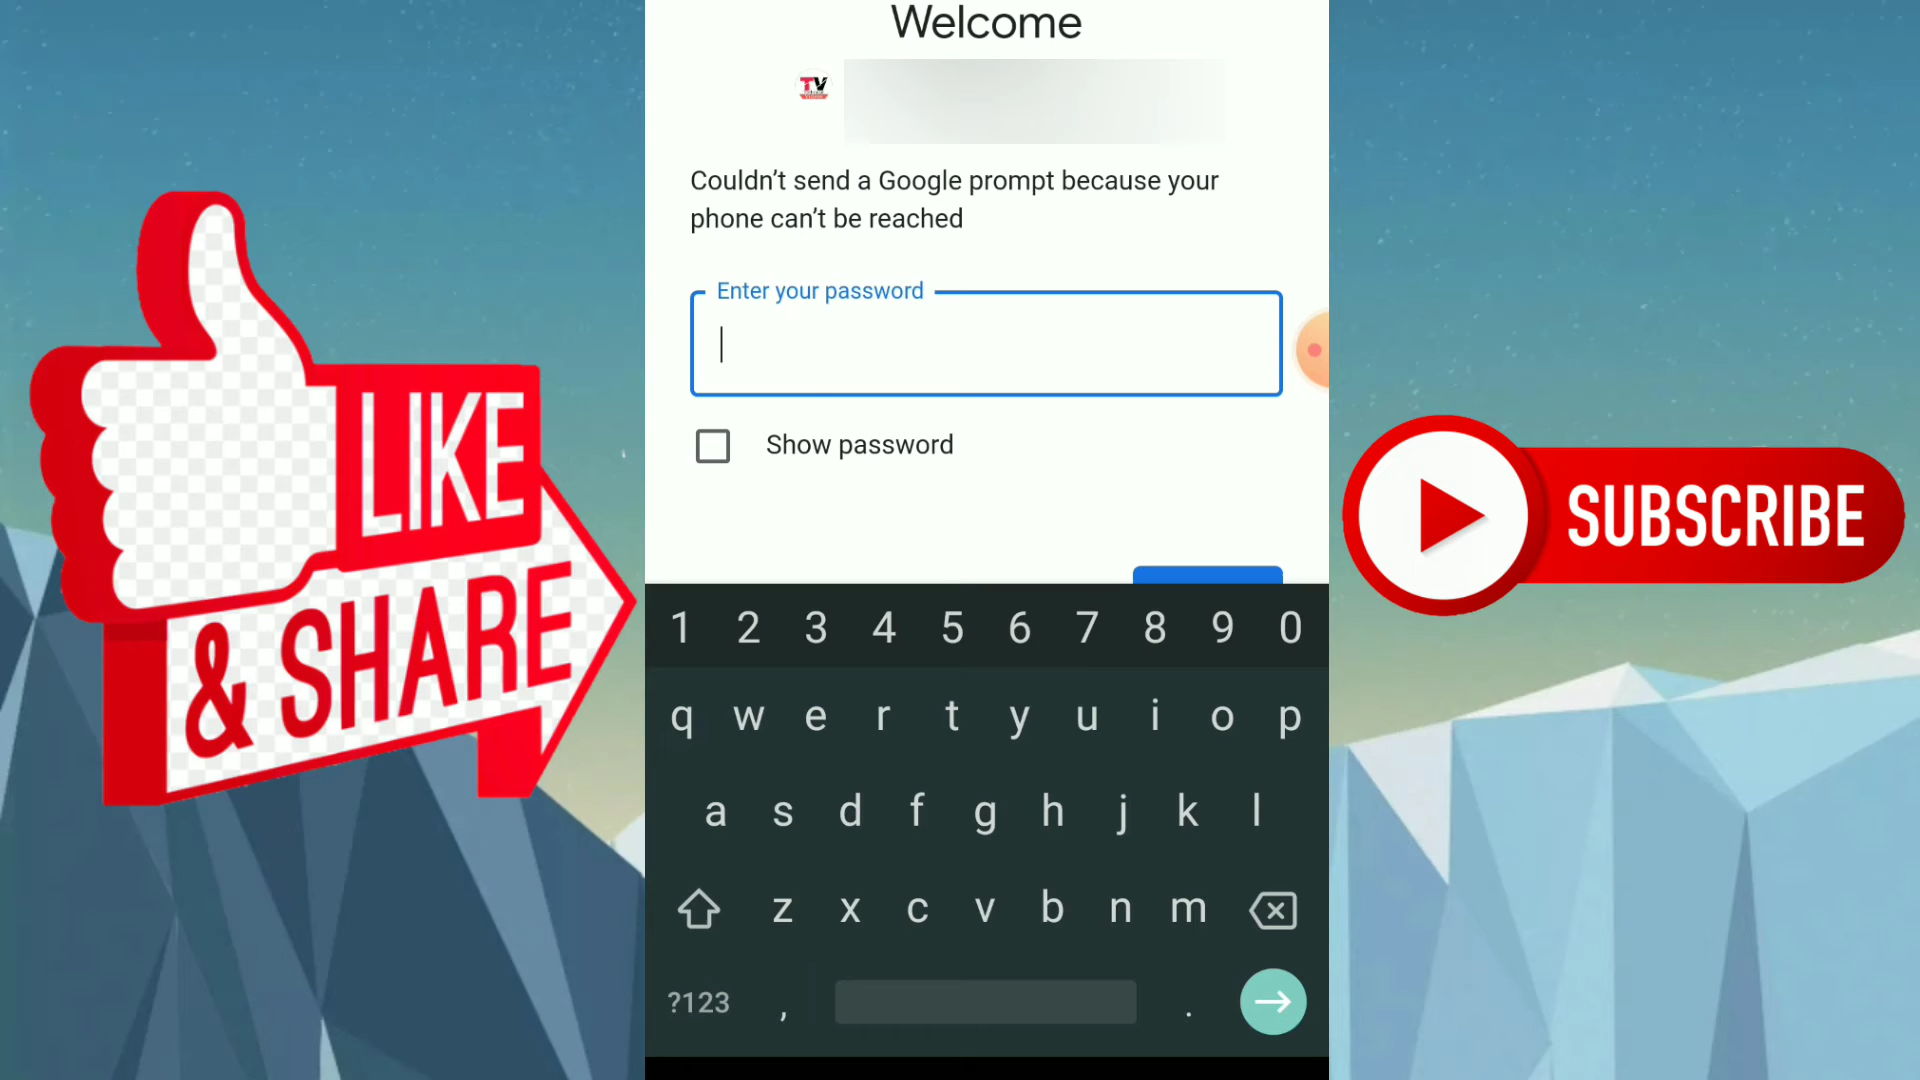 Welcome
TV
Couldn’t send a Google prompt because your
phone can’t be reached
Enter your password
Show password
LIKE
& SHARE
SUBSCRIBE
1 2 3 4 5 6 7 8 9 0
q w e r t y u i o p
a s d f g h j k l
z x c v b n m
?123 , .